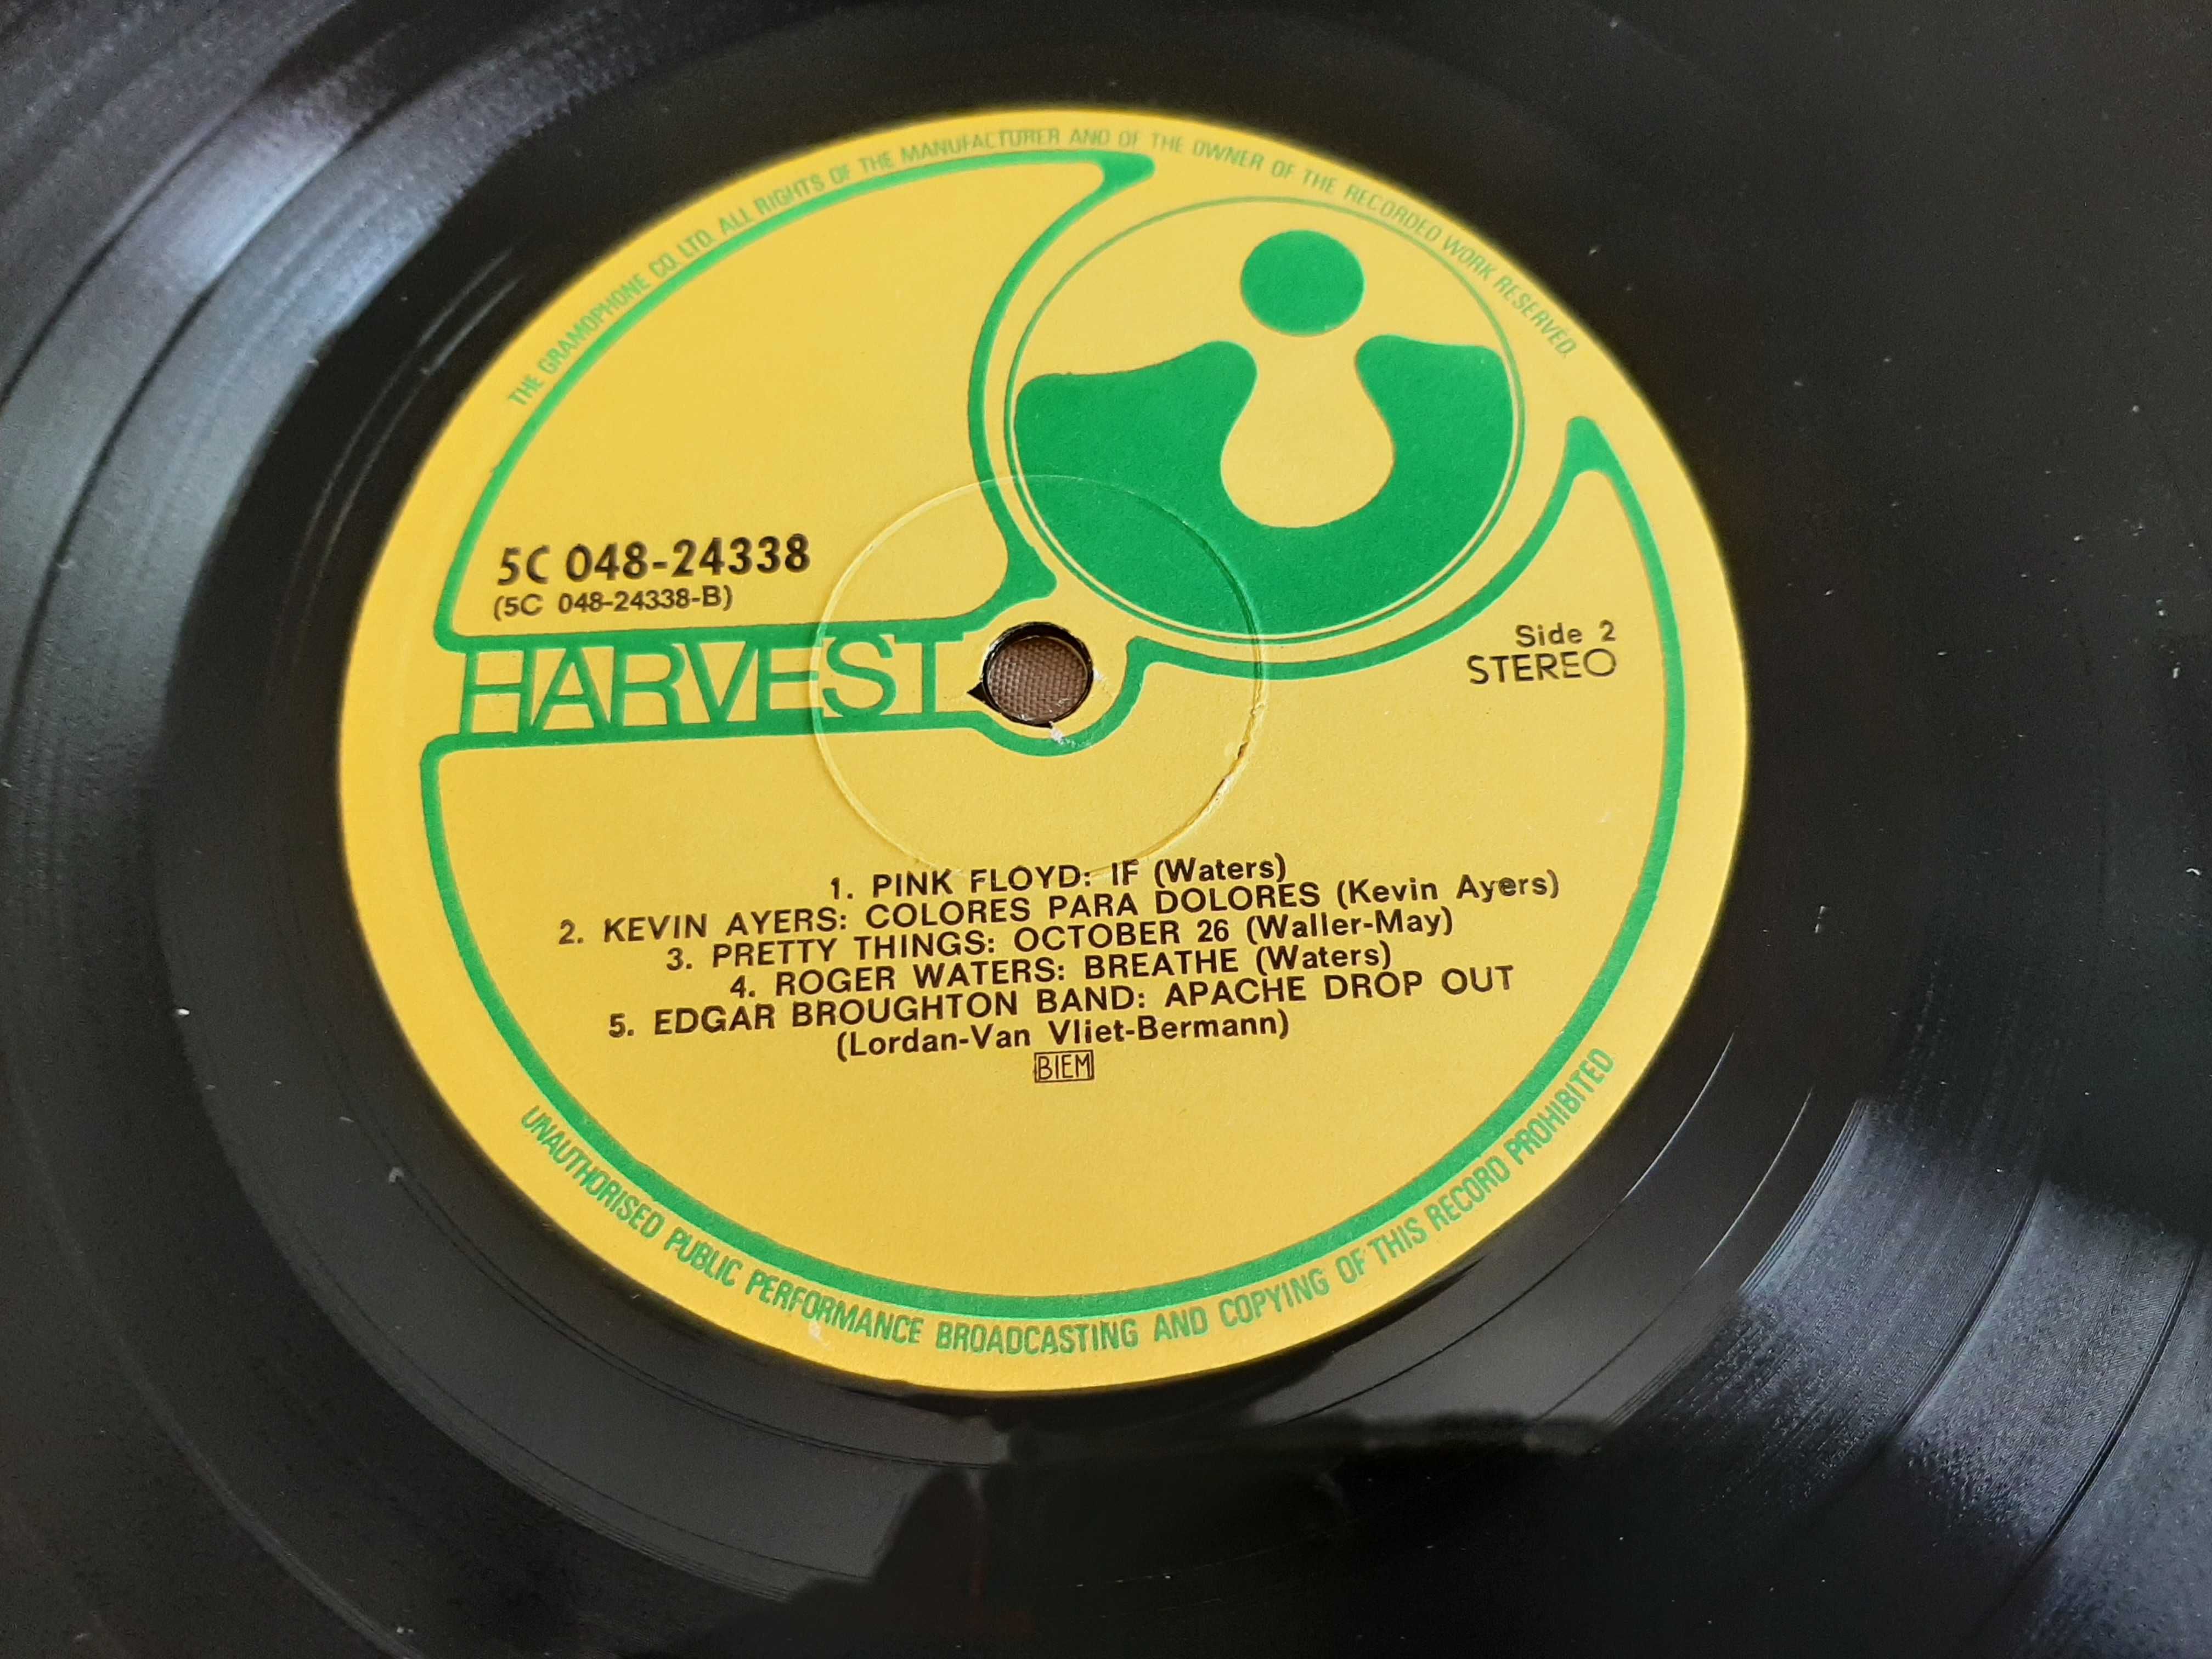 THE GRAMOPHONE CO. LTD. ALL RIGHTS OF THE MANUFACTURER AND OF THE OWNER OF THE RECORDED WORK RESERVED.
5C 048-24338
(5C 048-24338-B)
HARVEST
Side 2
STEREO
1. PINK FLOYD: IF (Waters)
2. KEVIN AYERS: COLORES PARA DOLORES (Kevin Ayers)
3. PRETTY THINGS: OCTOBER 26 (Waller-May)
4. ROGER WATERS: BREATHE (Waters)
5. EDGAR BROUGHTON BAND: APACHE DROP OUT
(Lordan-Van Vliet-Bermann)
BIEM
UNAUTHORISED PUBLIC PERFORMANCE BROADCASTING AND COPYING OF THIS RECORD PROHIBITED